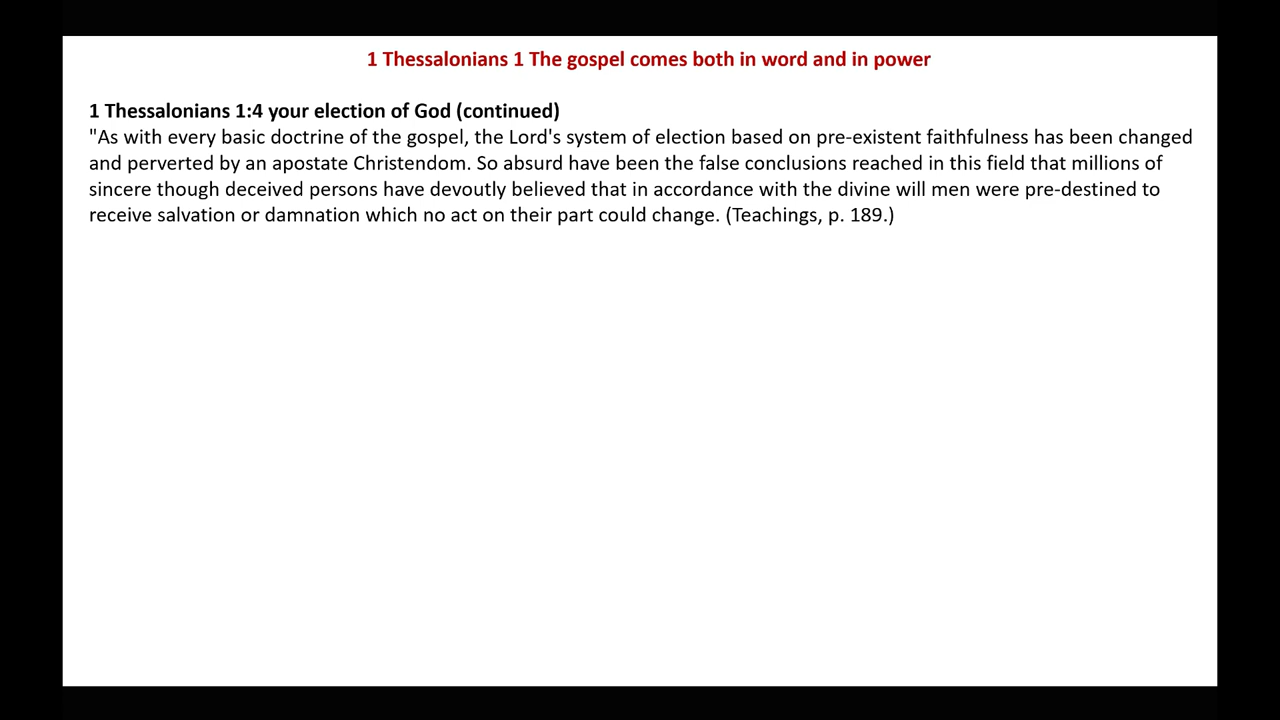 1 Thessalonians 1 The gospel comes both in word and in power
1 Thessalonians 1:4 your election of God (continued)
"As with every basic doctrine of the gospel, the Lord's system of election based on pre-existent faithfulness has been changed
and perverted by an apostate Christendom. So absurd have been the false conclusions reached in this field that millions of
sincere though deceived persons have devoutly believed that in accordance with the divine will men were pre-destined to
receive salvation or damnation which no act on their part could change. (Teachings, p. 189.)